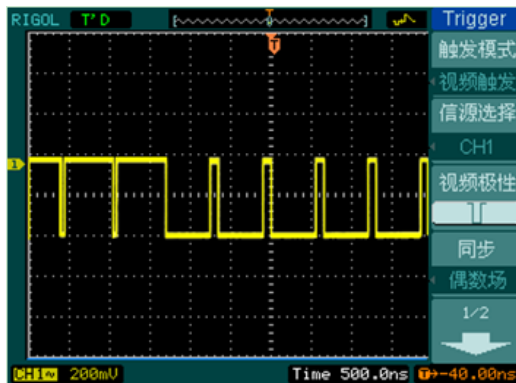 RIGOL T'D T
T
Trigger
触发模式
视频触发
信源选择
CH1
视频极性
同步
偶数场
1/2
1
CH1 200mV Time 500.0ns T→-40.00ns